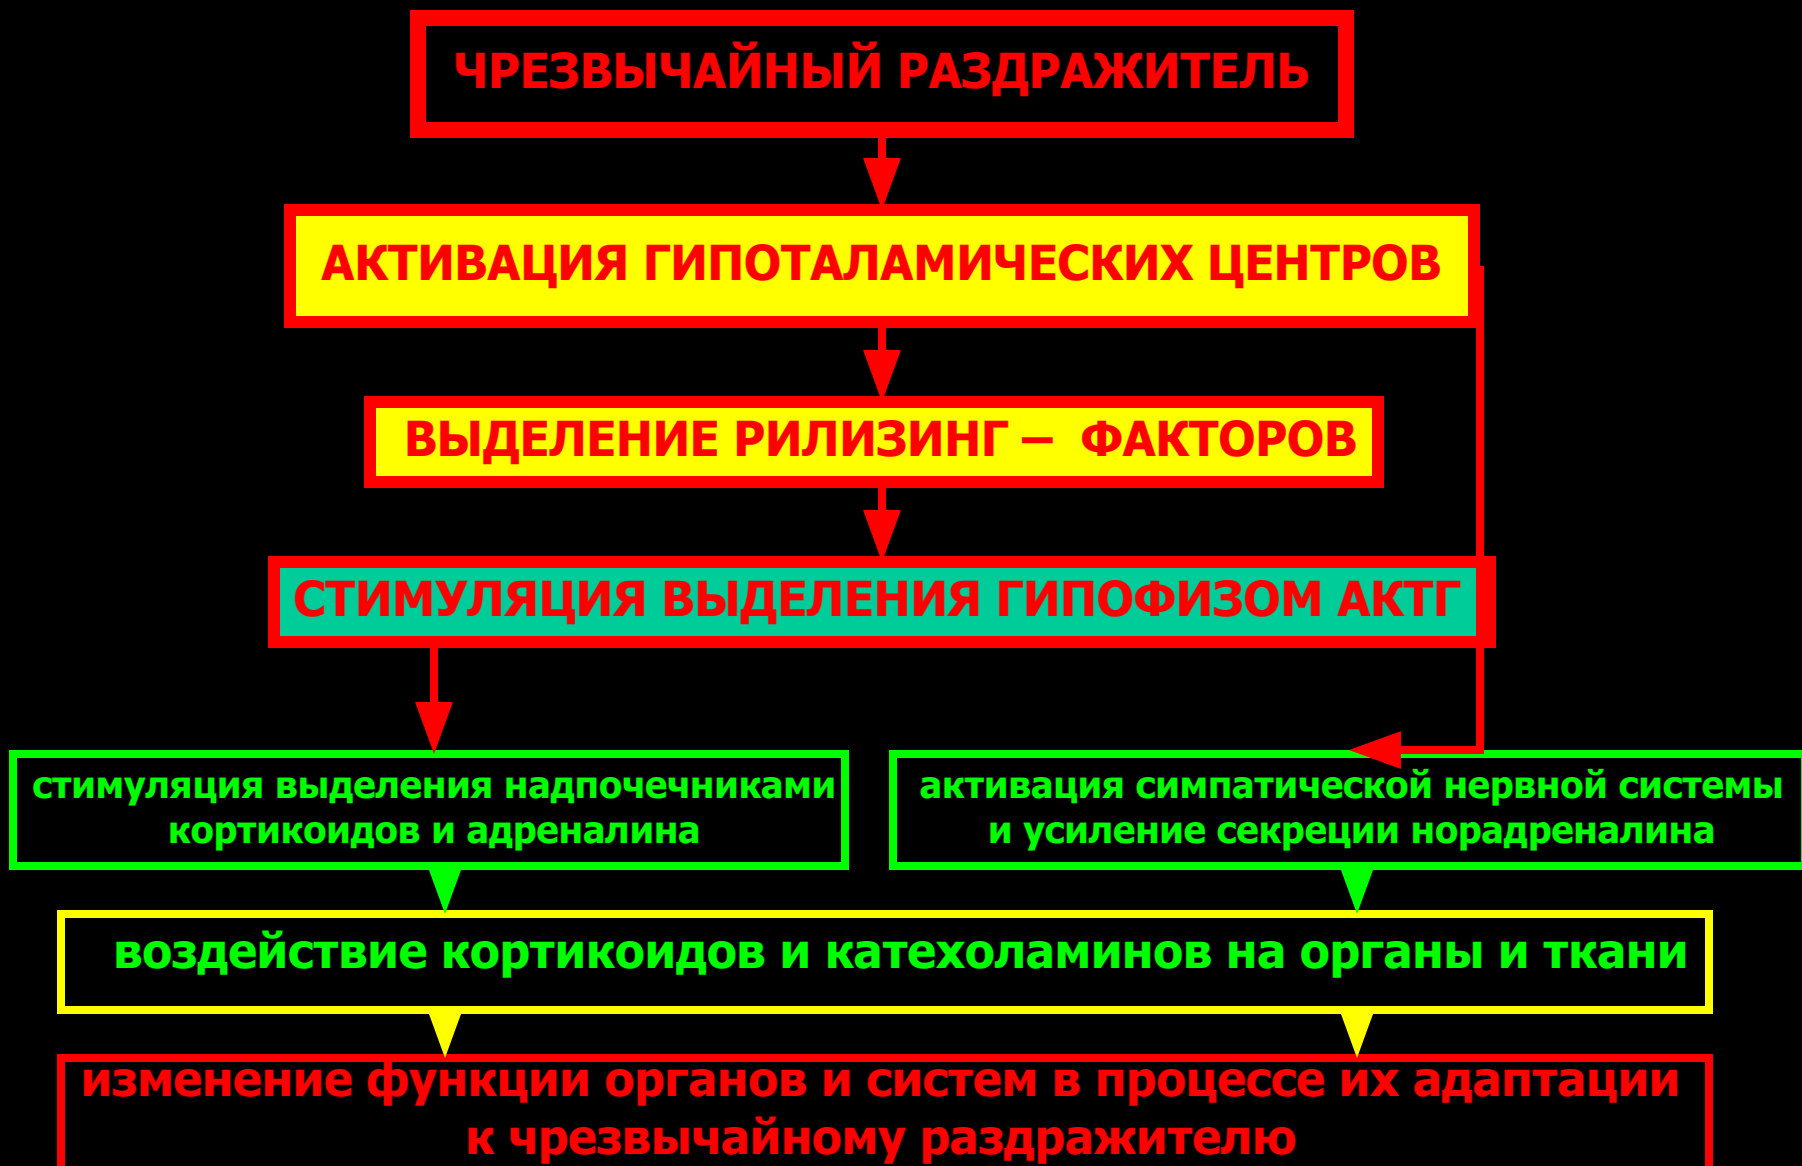 ЧРЕЗВЫЧАЙНЫЙ РАЗДРАЖИТЕЛЬ
АКТИВАЦИЯ ГИПОТАЛАМИЧЕСКИХ ЦЕНТРОВ
ВЫДЕЛЕНИЕ РИЛИЗИНГ – ФАКТОРОВ
СТИМУЛЯЦИЯ ВЫДЕЛЕНИЯ ГИПОФИЗОМ АКТГ
стимуляция выделения надпочечниками
кортикоидов и адреналина
активация симпатической нервной системы
и усиление секреции норадреналина
воздействие кортикоидов и катехоламинов на органы и ткани
изменение функции органов и систем в процессе их адаптации
к чрезвычайному раздражителю